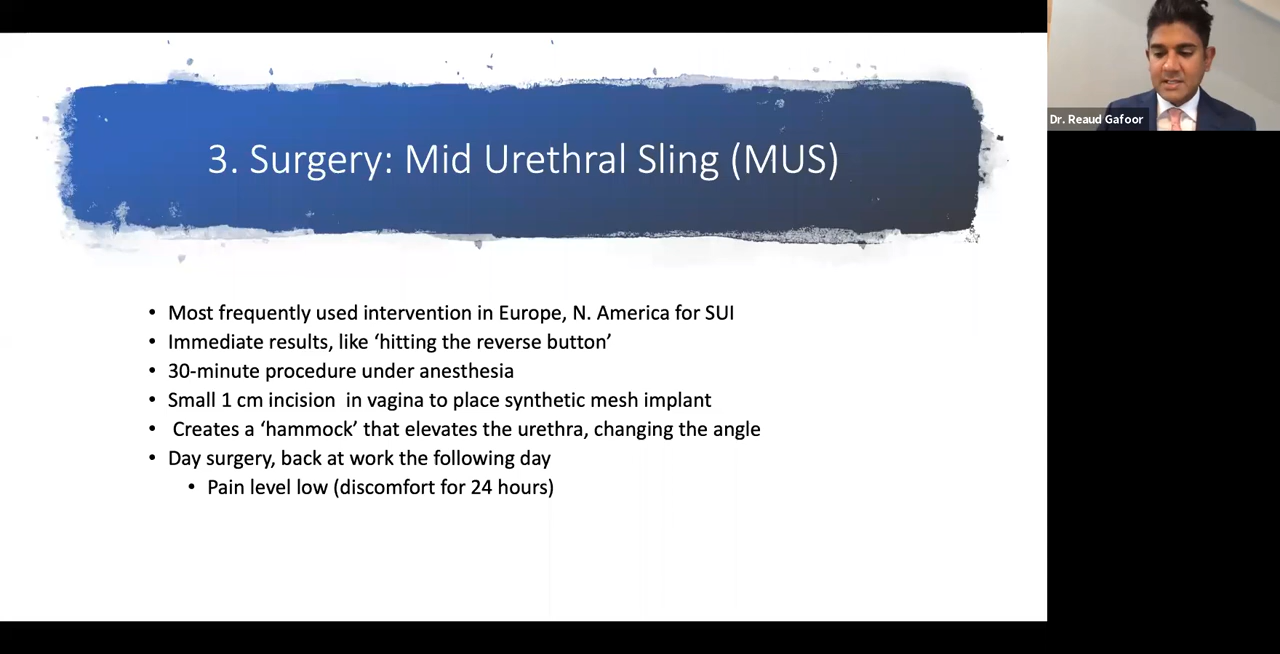 3. Surgery: Mid Urethral Sling (MUS)
Dr. Reaud Gafoor
• Most frequently used intervention in Europe, N. America for SUI
• Immediate results, like ‘hitting the reverse button’
• 30-minute procedure under anesthesia
• Small 1 cm incision in vagina to place synthetic mesh implant
• Creates a ‘hammock’ that elevates the urethra, changing the angle
• Day surgery, back at work the following day
• Pain level low (discomfort for 24 hours)